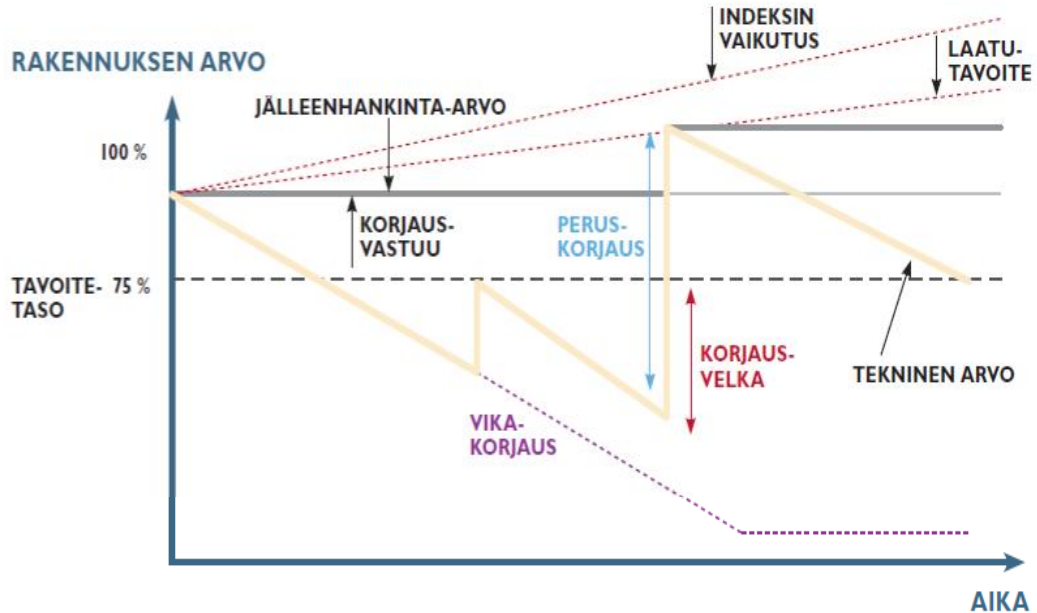 INDEKSIN
VAIKUTUS
LAATU-
TAVOITE
RAKENNUKSEN ARVO
JÄLLEENHANKINTA-ARVO
100 %
KORJAUS-
VASTUU
PERUS-
KORJAUS
TAVOITE- 75 %
TASO
KORJAUS-
VELKA
TEKNINEN ARVO
VIKA-
KORJAUS
AIKA